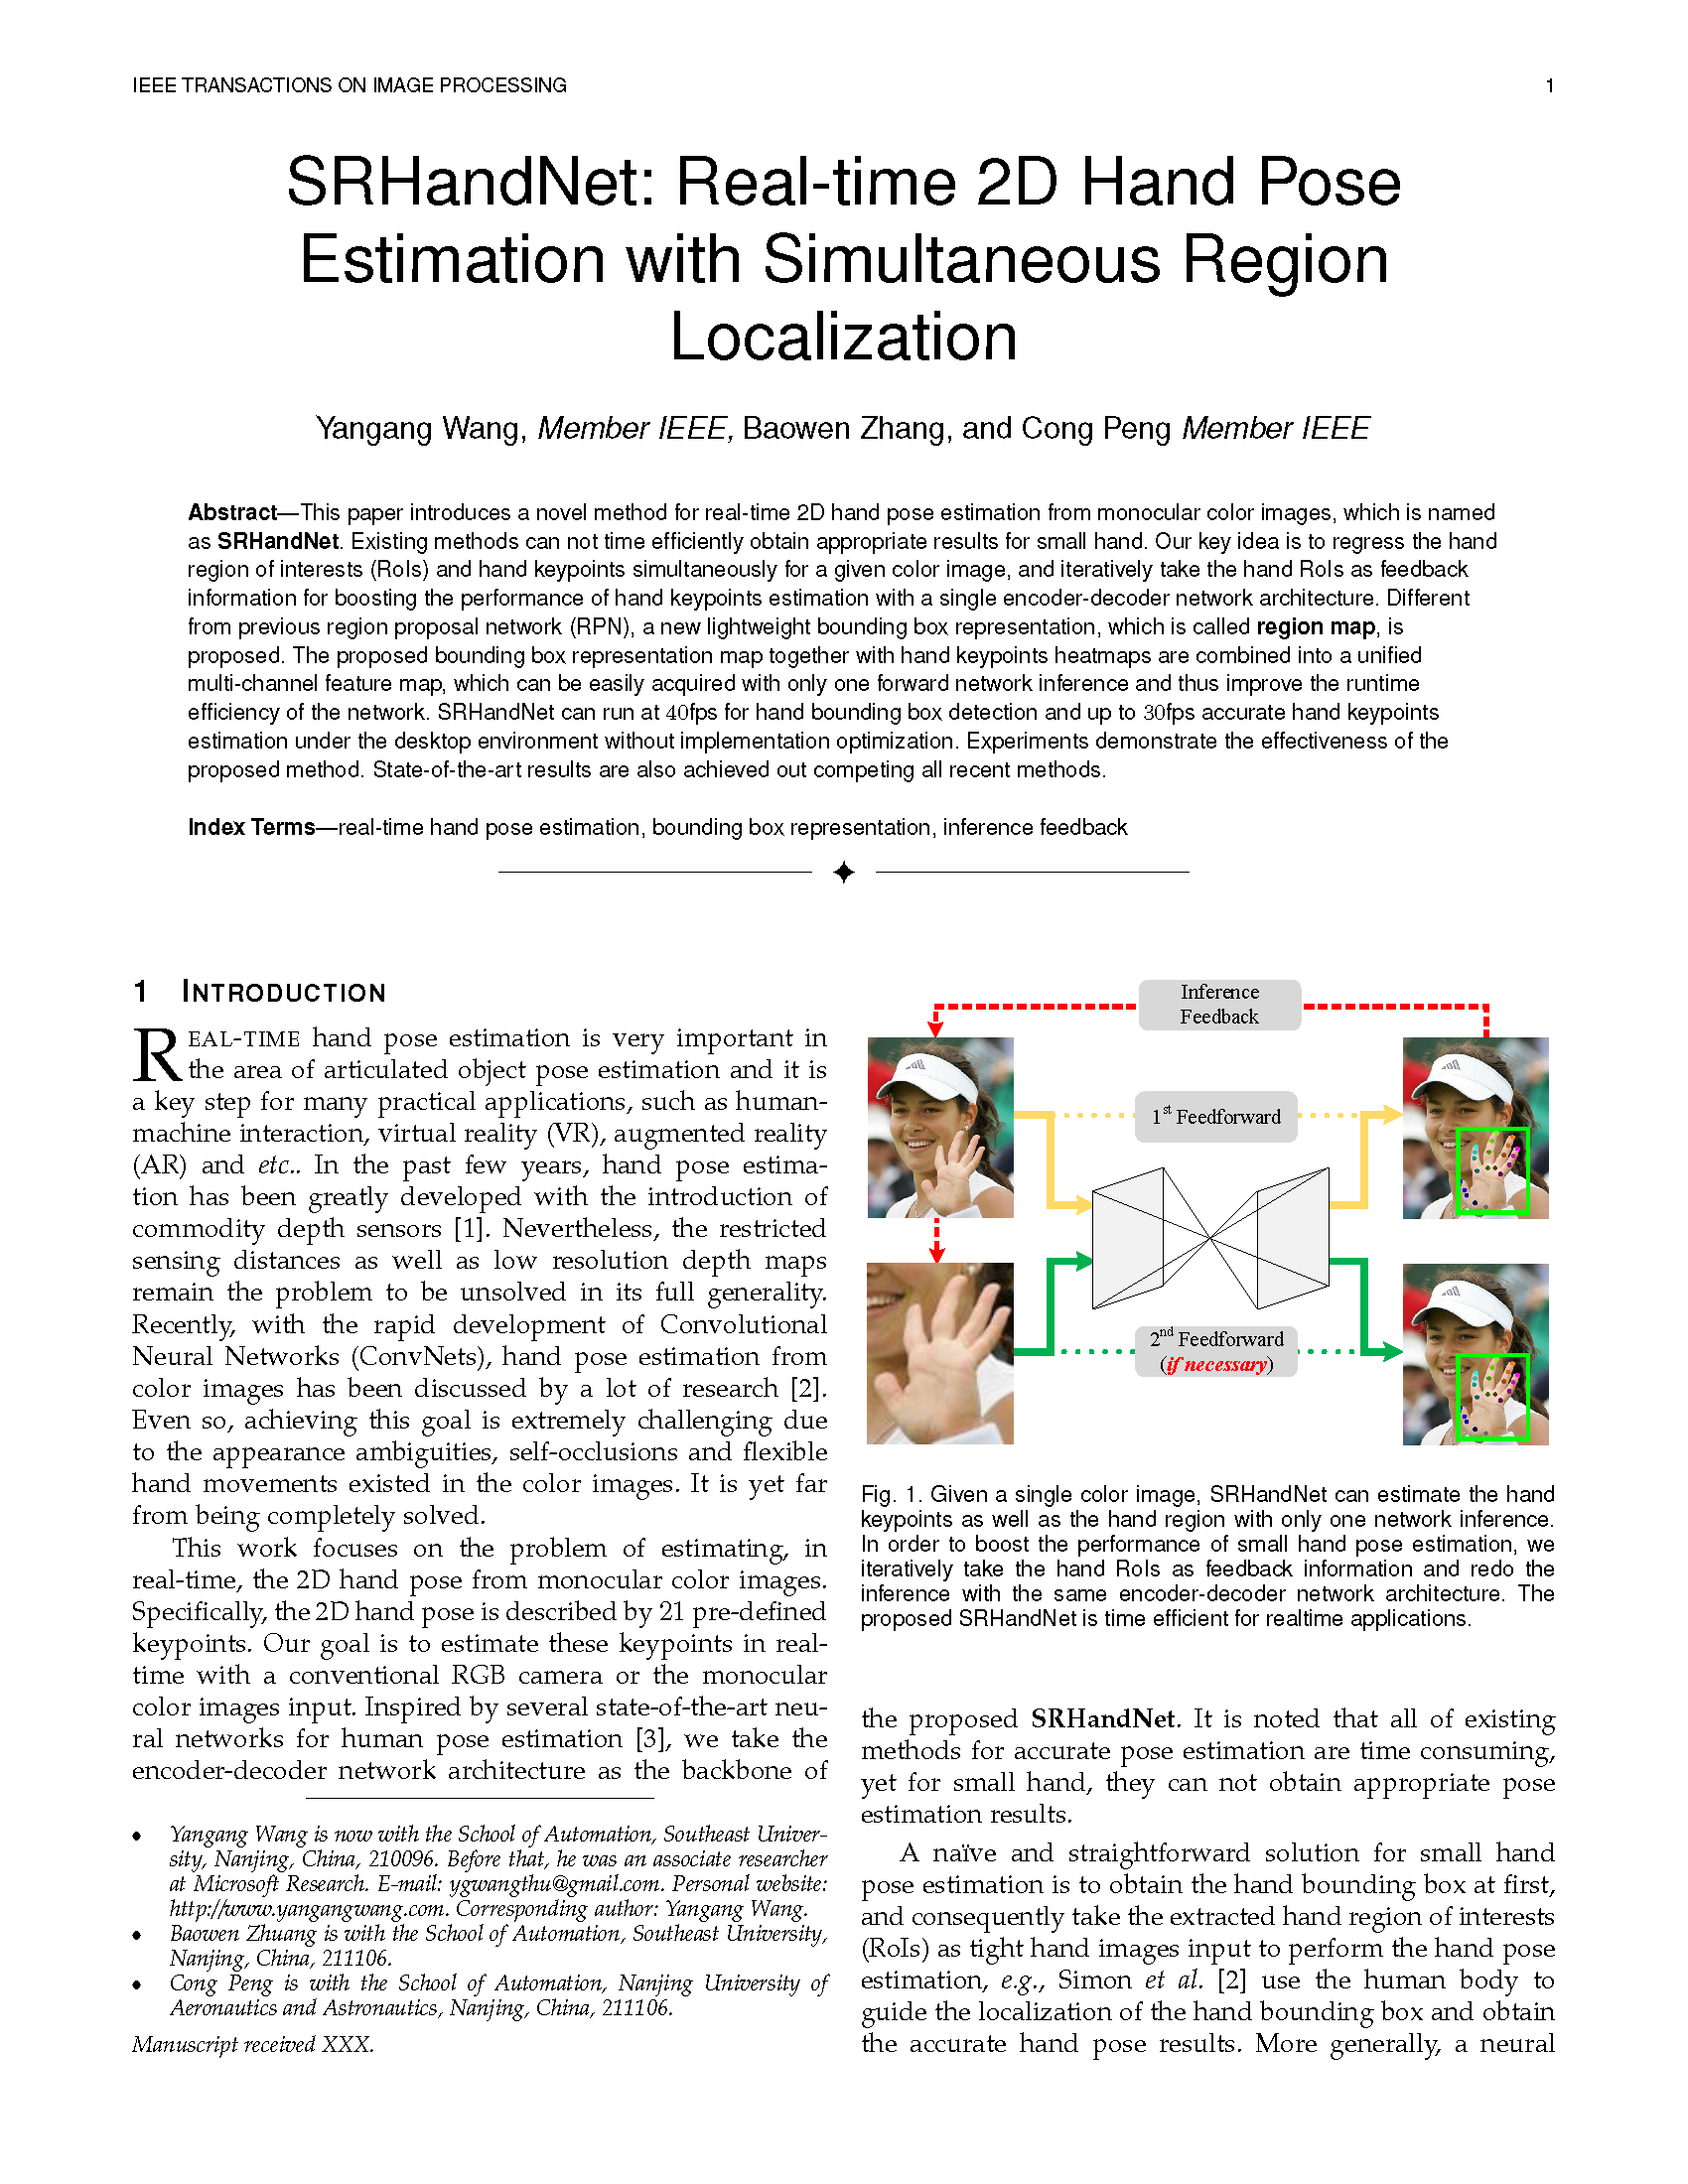 IEEE TRANSACTIONS ON IMAGE PROCESSING
1
SRHandNet: Real-time 2D Hand Pose
Estimation with Simultaneous Region
Localization
Yangang Wang, Member IEEE, Baowen Zhang, and Cong Peng Member IEEE
Abstract—This paper introduces a novel method for real-time 2D hand pose estimation from monocular color images, which is named
as SRHandNet. Existing methods can not time efficiently obtain appropriate results for small hand. Our key idea is to regress the hand
region of interests (RoIs) and hand keypoints simultaneously for a given color image, and iteratively take the hand RoIs as feedback
information for boosting the performance of hand keypoints estimation with a single encoder-decoder network architecture. Different
from previous region proposal network (RPN), a new lightweight bounding box representation, which is called region map, is
proposed. The proposed bounding box representation map together with hand keypoints heatmaps are combined into a unified
multi-channel feature map, which can be easily acquired with only one forward network inference and thus improve the runtime
efficiency of the network. SRHandNet can run at 40fps for hand bounding box detection and up to 30fps accurate hand keypoints
estimation under the desktop environment without implementation optimization. Experiments demonstrate the effectiveness of the
proposed method. State-of-the-art results are also achieved out competing all recent methods.
Index Terms—real-time hand pose estimation, bounding box representation, inference feedback
1 INTRODUCTION
REAL-TIME hand pose estimation is very important in
the area of articulated object pose estimation and it is
a key step for many practical applications, such as human-
machine interaction, virtual reality (VR), augmented reality
(AR) and etc.. In the past few years, hand pose estima-
tion has been greatly developed with the introduction of
commodity depth sensors [1]. Nevertheless, the restricted
sensing distances as well as low resolution depth maps
remain the problem to be unsolved in its full generality.
Recently, with the rapid development of Convolutional
Neural Networks (ConvNets), hand pose estimation from
color images has been discussed by a lot of research [2].
Even so, achieving this goal is extremely challenging due
to the appearance ambiguities, self-occlusions and flexible
hand movements existed in the color images. It is yet far
from being completely solved.
This work focuses on the problem of estimating, in
real-time, the 2D hand pose from monocular color images.
Specifically, the 2D hand pose is described by 21 pre-defined
keypoints. Our goal is to estimate these keypoints in real-
time with a conventional RGB camera or the monocular
color images input. Inspired by several state-of-the-art neu-
ral networks for human pose estimation [3], we take the
encoder-decoder network architecture as the backbone of
• Yangang Wang is now with the School of Automation, Southeast Univer-
sity, Nanjing, China, 210096. Before that, he was an associate researcher
at Microsoft Research. E-mail: ygwangthu@gmail.com. Personal website:
http://www.yangangwang.com. Corresponding author: Yangang Wang.
• Baowen Zhuang is with the School of Automation, Southeast University,
Nanjing, China, 211106.
• Cong Peng is with the School of Automation, Nanjing University of
Aeronautics and Astronautics, Nanjing, China, 211106.
Manuscript received XXX.
Inference
Feedback
1st Feedforward
2nd Feedforward
(if necessary)
Fig. 1. Given a single color image, SRHandNet can estimate the hand
keypoints as well as the hand region with only one network inference.
In order to boost the performance of small hand pose estimation, we
iteratively take the hand RoIs as feedback information and redo the
inference with the same encoder-decoder network architecture. The
proposed SRHandNet is time efficient for realtime applications.
the proposed SRHandNet. It is noted that all of existing
methods for accurate pose estimation are time consuming,
yet for small hand, they can not obtain appropriate pose
estimation results.
A naïve and straightforward solution for small hand
pose estimation is to obtain the hand bounding box at first,
and consequently take the extracted hand region of interests
(RoIs) as tight hand images input to perform the hand pose
estimation, e.g., Simon et al. [2] use the human body to
guide the localization of the hand bounding box and obtain
the accurate hand pose results. More generally, a neural